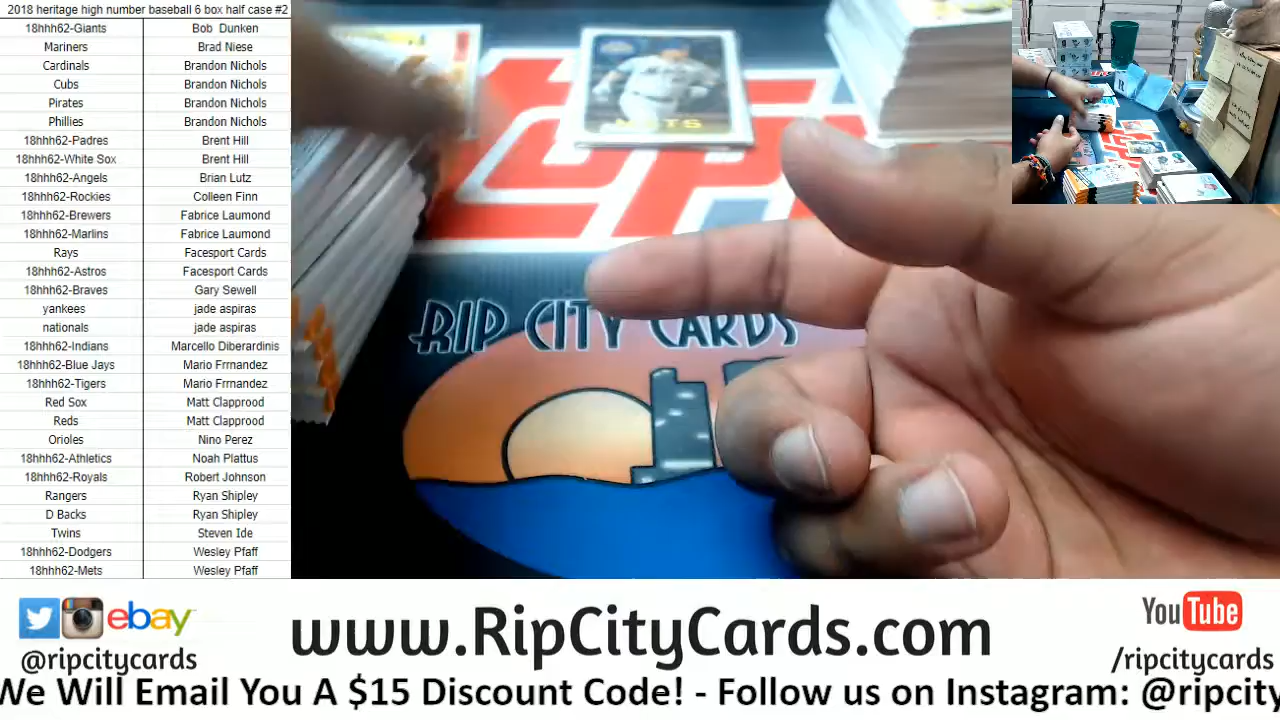 2018 heritage high number baseball 6 box half case #2
18hhh62-Giants Bob Dunken
Mariners Brad Niese
Cardinals Brandon Nichols
Cubs Brandon Nichols
Pirates Brandon Nichols
Phillies Brandon Nichols
18hhh62-Padres Brent Hill
18hhh62-White Sox Brent Hill
18hhh62-Angels Brian Lutz
18hhh62-Rockies Colleen Finn
18hhh62-Brewers Fabrice Laumond
18hhh62-Marlins Fabrice Laumond
Rays Facesport Cards
18hhh62-Astros Facesport Cards
18hhh62-Braves Gary Sewell
yankees jade aspiras
nationals jade aspiras
18hhh62-Indians Marcello Diberardinis
18hhh62-Blue Jays Mario Frrnandez
18hhh62-Tigers Mario Frrnandez
Red Sox Matt Clapprood
Reds Matt Clapprood
Orioles Nino Perez
18hhh62-Athletics Noah Plattus
18hhh62-Royals Robert Johnson
Rangers Ryan Shipley
D Backs Ryan Shipley
Twins Steven Ide
18hhh62-Dodgers Wesley Pfaff
18hhh62-Mets Wesley Pfaff
METS
RIP CITY CARDS
ebay
@ripcitycards
www.RipCityCards.com
YouTube
/ripcitycards
We Will Email You A $15 Discount Code! - Follow us on Instagram: @ripcity